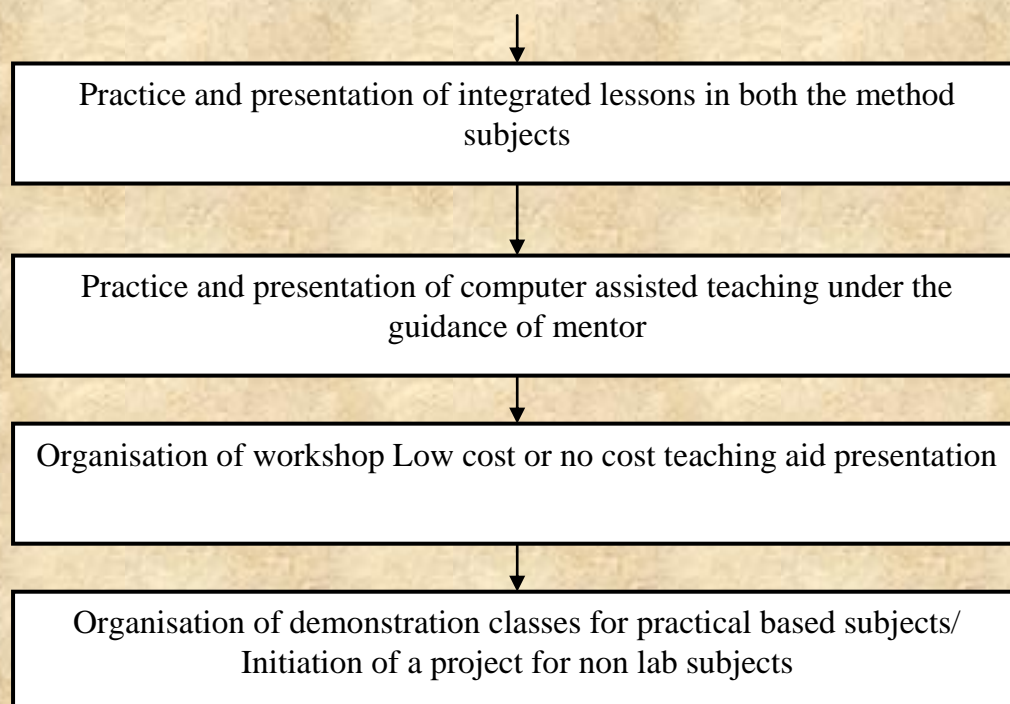 Practice and presentation of integrated lessons in both the method
subjects
Practice and presentation of computer assisted teaching under the
guidance of mentor
Organisation of workshop Low cost or no cost teaching aid presentation
Organisation of demonstration classes for practical based subjects/
Initiation of a project for non lab subjects